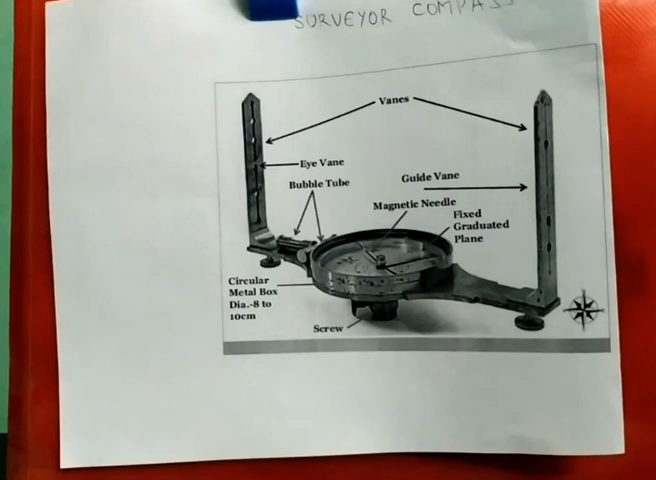 SURVEYOR COMPASS
Vanes
Eye Vane
Bubble Tube
Guide Vane
Magnetic Needle
Fixed
Graduated
Plane
Circular
Metal Box
Dia.-8 to
10cm
Screw